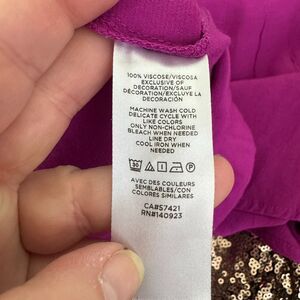 100% VISCOSE/VISCOSA
EXCLUSIVE OF
DECORATION/SAUF
DÉCORATION/EXCLUYE LA
DECORACIÓN
MACHINE WASH COLD
DELICATE CYCLE WITH
LIKE COLORS
ONLY NON-CHLORINE
BLEACH WHEN NEEDED
LINE DRY
COOL IRON WHEN
NEEDED
30
AVEC DES COULEURS
SEMBLABLES/CON
COLORES SIMILARES
CA#57421
RN#140923